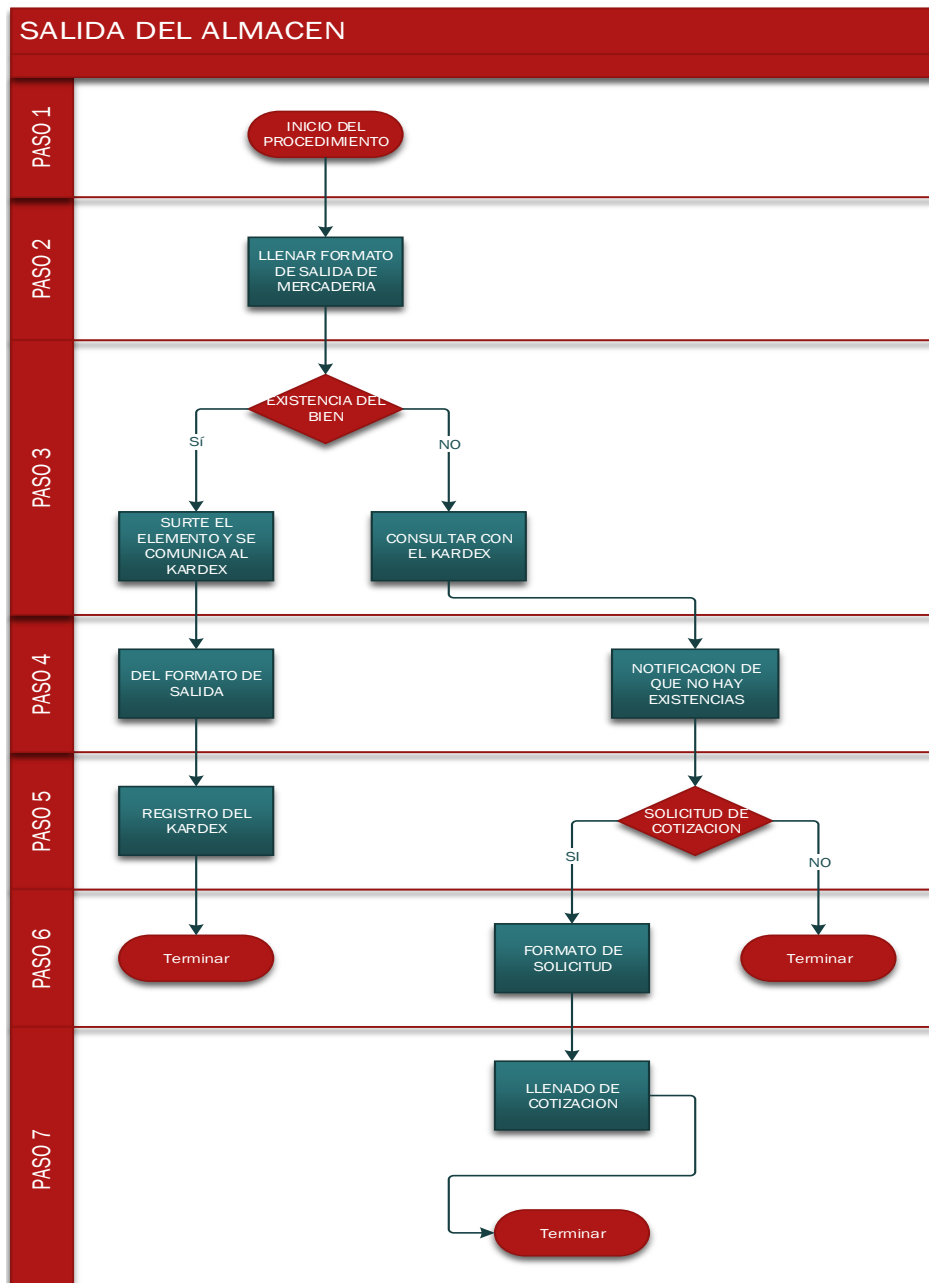 SALIDA DEL ALMACEN
PASO 1
INICIO DEL
PROCEDIMIENTO
PASO 2
LLENAR FORMATO
DE SALIDA DE
MERCADERIA
PASO 3
EXISTENCIA DEL
BIEN
Sí
NO
SURTE EL
ELEMENTO Y SE
COMUNICA AL
KARDEX
CONSULTAR CON
EL KARDEX
PASO 4
DEL FORMATO DE
SALIDA
NOTIFICACION DE
QUE NO HAY
EXISTENCIAS
PASO 5
REGISTRO DEL
KARDEX
SOLICITUD DE
COTIZACION
SI
NO
PASO 6
Terminar
FORMATO DE
SOLICITUD
Terminar
PASO 7
LLENADO DE
COTIZACION
Terminar